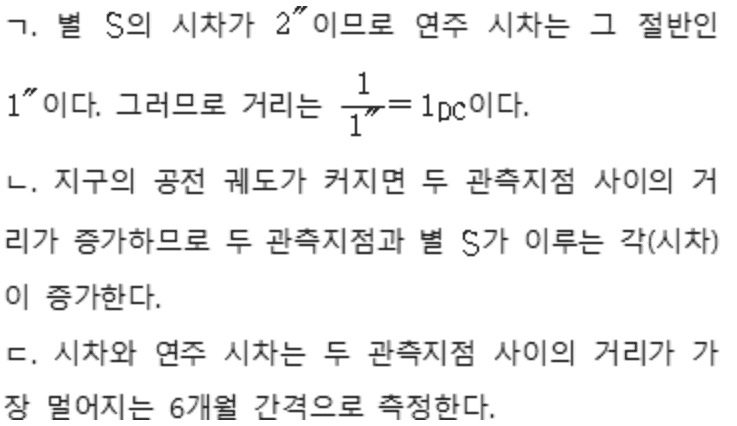 ㄱ. 별 S의 시차가 2″이므로 연주 시차는 그 절반인
1″이다. 그러므로 거리는 1/1″ = 1pc이다.
ㄴ. 지구의 공전 궤도가 커지면 두 관측지점 사이의 거
리가 증가하므로 두 관측지점과 별 S가 이루는 각(시차)
이 증가한다.
ㄷ. 시차와 연주 시차는 두 관측지점 사이의 거리가 가
장 멀어지는 6개월 간격으로 측정한다.